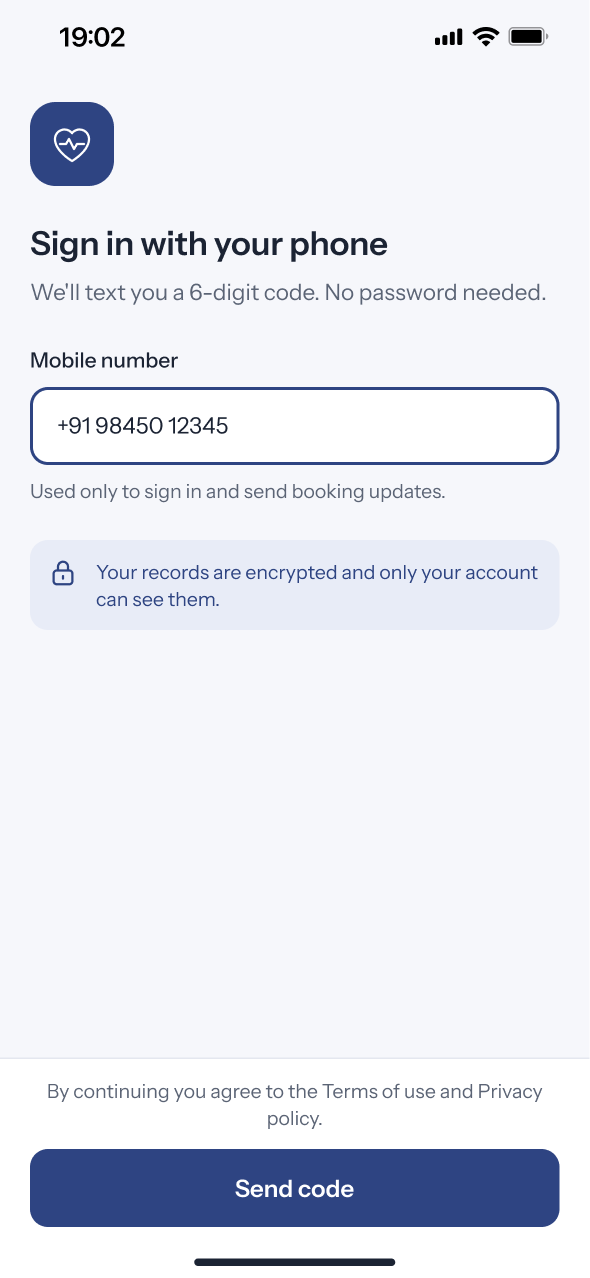 19:02
Sign in with your phone
We'll text you a 6-digit code. No password needed.
Mobile number
+91 98450 12345
Used only to sign in and send booking updates.
Your records are encrypted and only your account
can see them.
By continuing you agree to the Terms of use and Privacy
policy.
Send code